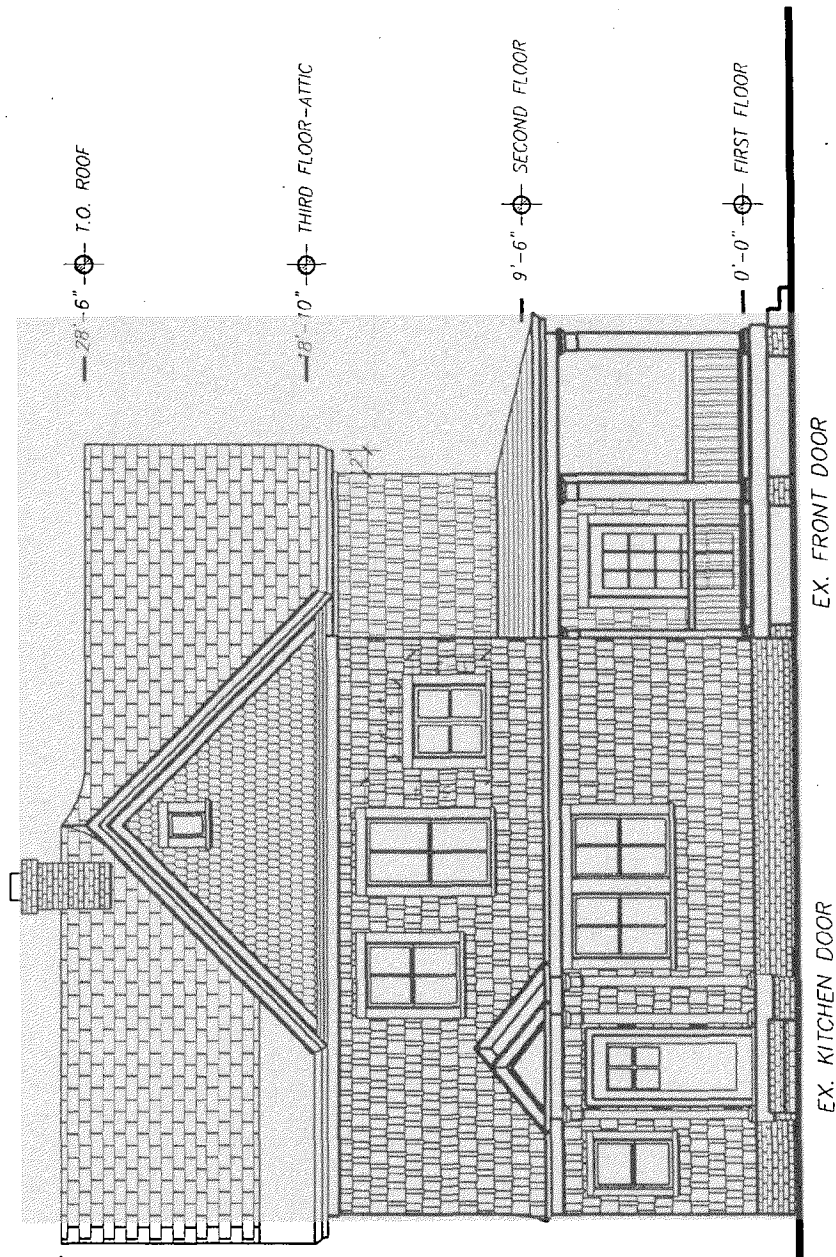 28'-6" T.O. ROOF
18'-10" THIRD FLOOR-ATTIC
9'-6" SECOND FLOOR
0'-0" FIRST FLOOR
2'
EX. KITCHEN DOOR
EX. FRONT DOOR